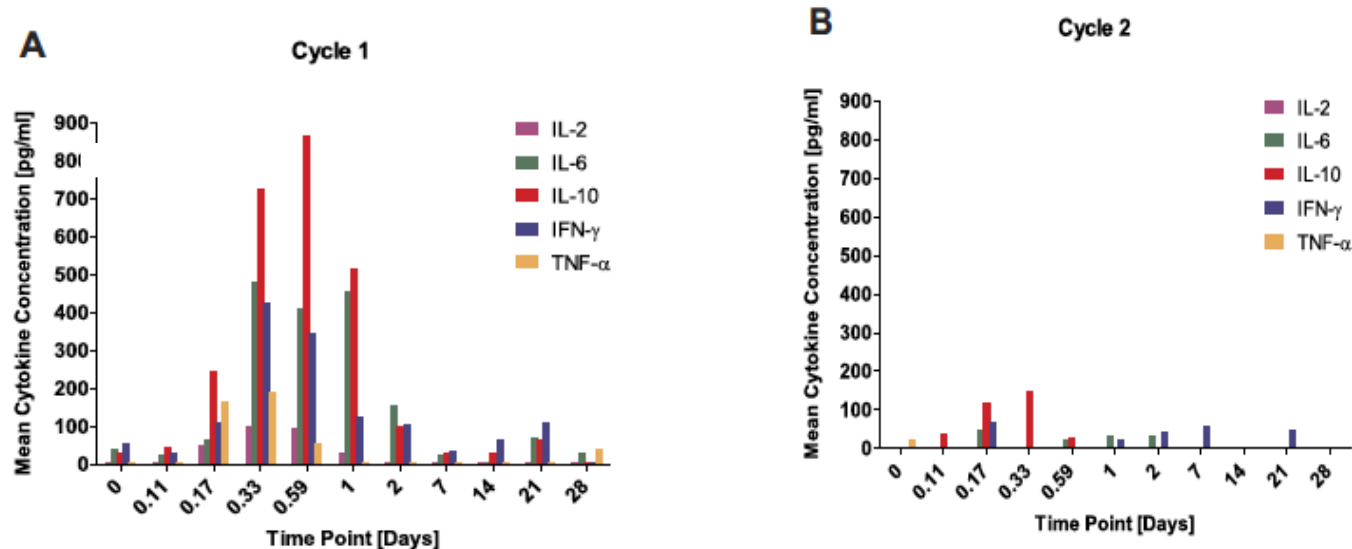 A
Cycle 1
Mean Cytokine Concentration [pg/ml]
900
800
700
600
500
400
300
200
100
0
IL-2
IL-6
IL-10
IFN-γ
TNF-α
0
0.11
0.17
0.33
0.59
1
2
7
14
21
28
Time Point [Days]
B
Cycle 2
Mean Cytokine Concentration [pg/ml]
900
800
700
600
500
400
300
200
100
0
IL-2
IL-6
IL-10
IFN-γ
TNF-α
0
0.11
0.17
0.33
0.59
1
2
7
14
21
28
Time Point [Days]